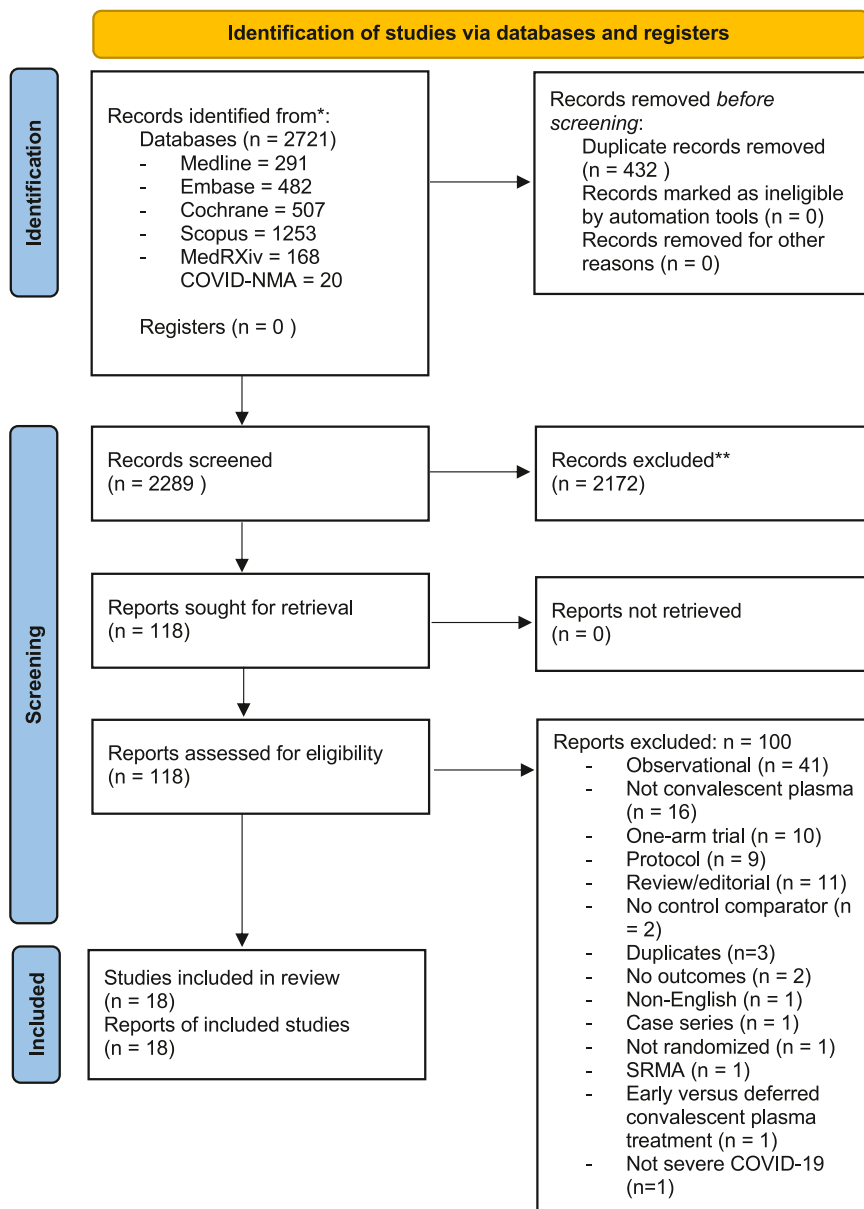 Identification of studies via databases and registers
Identification
Records identified from*:
Databases (n = 2721)
- Medline = 291
- Embase = 482
- Cochrane = 507
- Scopus = 1253
- MedRXiv = 168
COVID-NMA = 20
Registers (n = 0 )
Records removed before
screening:
Duplicate records removed
(n = 432 )
Records marked as ineligible
by automation tools (n = 0)
Records removed for other
reasons (n = 0)
Screening
Records screened
(n = 2289 )
Records excluded**
(n = 2172)
Reports sought for retrieval
(n = 118)
Reports not retrieved
(n = 0)
Reports assessed for eligibility
(n = 118)
Reports excluded: n = 100
- Observational (n = 41)
- Not convalescent plasma
(n = 16)
- One-arm trial (n = 10)
- Protocol (n = 9)
- Review/editorial (n = 11)
- No control comparator (n
= 2)
- Duplicates (n=3)
- No outcomes (n = 2)
- Non-English (n = 1)
- Case series (n = 1)
- Not randomized (n = 1)
- SRMA (n = 1)
- Early versus deferred
convalescent plasma
treatment (n = 1)
- Not severe COVID-19
(n=1)
Included
Studies included in review
(n = 18)
Reports of included studies
(n = 18)